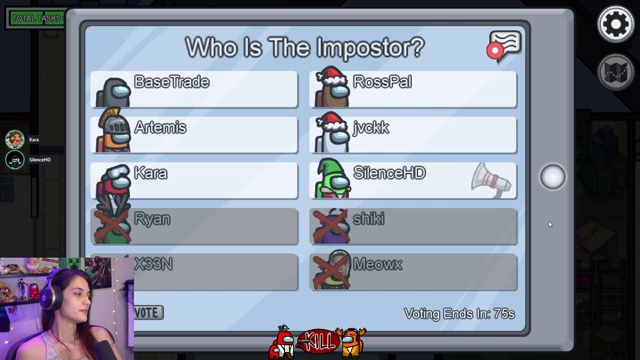 TOTAL TASKS
Who Is The Impostor?
BaseTrade
RossPal
Artemis
jvckk
Kara
SilenceHD
Kara
SilenceHD
Ryan
shiki
X33N
Meowx
VOTE
Voting Ends In: 75s
KILL